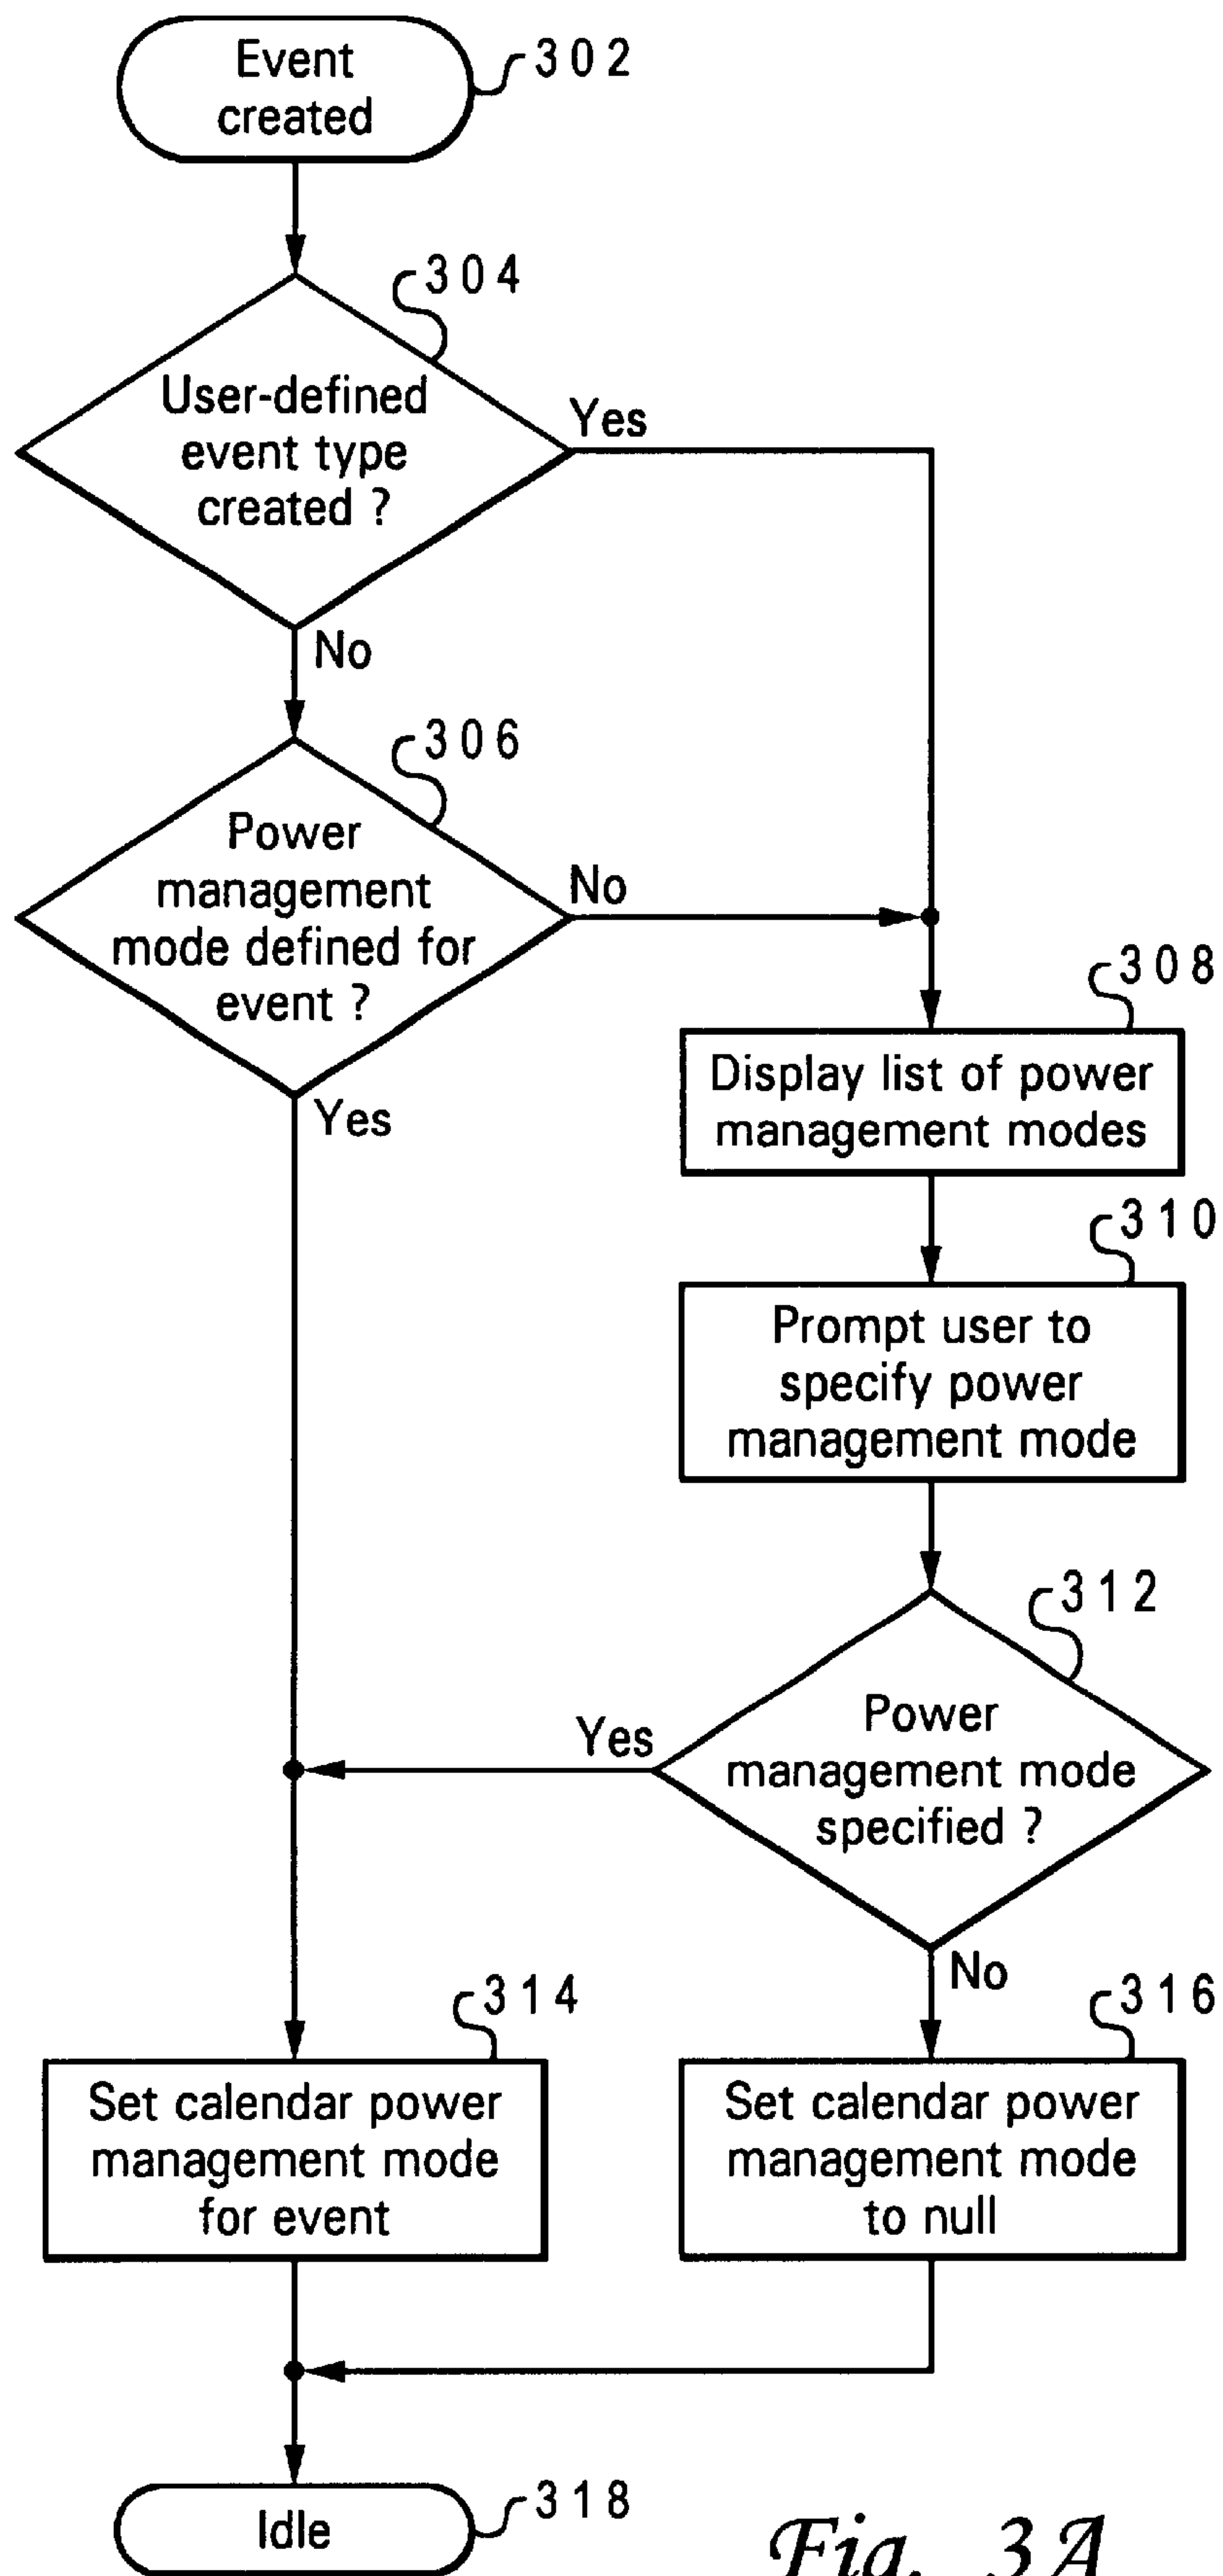 Event
created
302
304
User-defined
event type
created ?
Yes
No
306
Power
management
mode defined for
event ?
No
Yes
308
Display list of power
management modes
310
Prompt user to
specify power
management mode
312
Power
management mode
specified ?
Yes
No
314
Set calendar power
management mode
for event
316
Set calendar power
management mode
to null
Idle
318
Fig. 3A